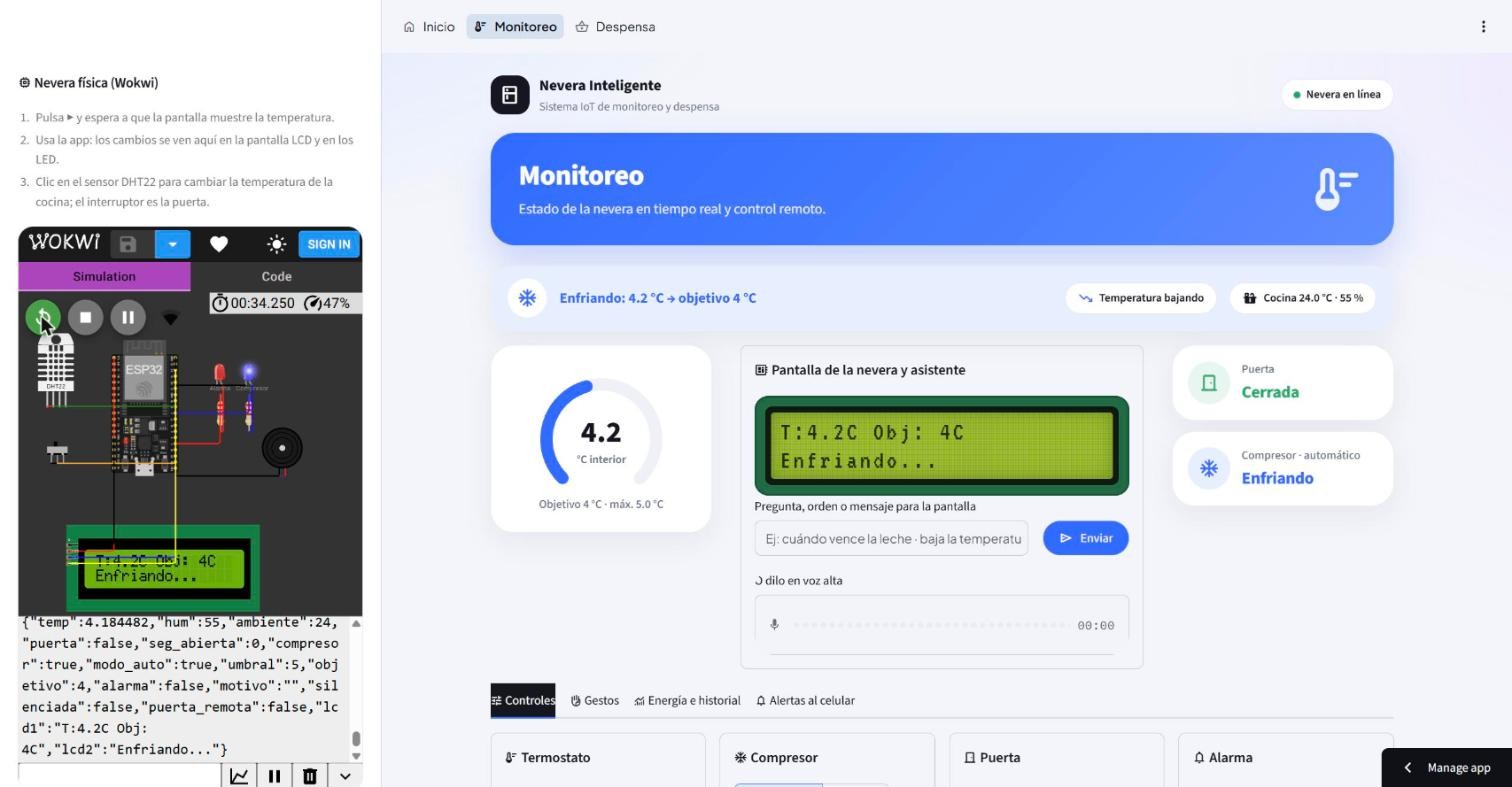 Nevera física (Wokwi)
1. Pulsa ▶ y espera a que la pantalla muestre la temperatura.
2. Usa la app: los cambios se ven aquí en la pantalla LCD y en los
LED.
3. Clic en el sensor DHT22 para cambiar la temperatura de la
cocina; el interruptor es la puerta.
WOKWI
SIGN IN
Simulation
Code
00:34.250
47%
DHT22
ESP32
Alarma
Compresor
T:4.2C Obj: 4C
Enfriando...
{"temp":4.184482,"hum":55,"ambiente":24,
"puerta":false,"seg_abierta":0,"compreso
r":true,"modo_auto":true,"umbral":5,"obj
etivo":4,"alarma":false,"motivo":"","sil
enciada":false,"puerta_remota":false,"lc
d1":"T:4.2C Obj:
4C","lcd2":"Enfriando..."}
Inicio
Monitoreo
Despensa
Nevera Inteligente
Sistema IoT de monitoreo y despensa
Nevera en línea
Monitoreo
Estado de la nevera en tiempo real y control remoto.
Enfriando: 4.2 °C → objetivo 4 °C
Temperatura bajando
Cocina 24.0 °C · 55 %
4.2
°C interior
Objetivo 4 °C · máx. 5.0 °C
Pantalla de la nevera y asistente
T:4.2C Obj: 4C
Enfriando...
Pregunta, orden o mensaje para la pantalla
Ej: cuándo vence la leche · baja la temperatu
Enviar
O dilo en voz alta
00:00
Puerta
Cerrada
Compresor · automático
Enfriando
Controles
Gestos
Energía e historial
Alertas al celular
Termostato
Compresor
Puerta
Alarma
Manage app